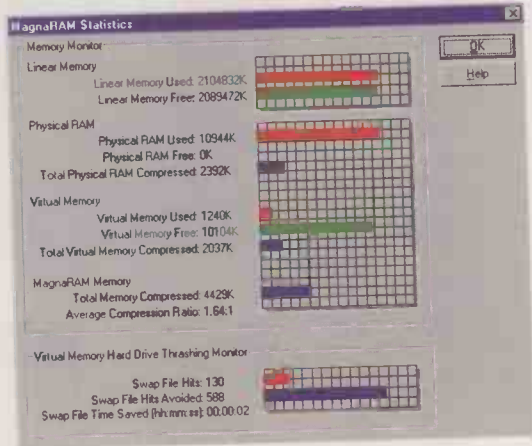 MagnaRAM Statistics
Memory Monitor
Linear Memory
Linear Memory Used: 2104832K
Linear Memory Free: 2089472K
Physical RAM
Physical RAM Used: 10944K
Physical RAM Free: 0K
Total Physical RAM Compressed: 2392K
Virtual Memory
Virtual Memory Used: 1240K
Virtual Memory Free: 10104K
Total Virtual Memory Compressed: 2037K
MagnaRAM Memory
Total Memory Compressed: 4429K
Average Compression Ratio: 1.64:1
Virtual Memory Hard Drive Thrashing Monitor
Swap File Hits: 130
Swap File Hits Avoided: 588
Swap File Time Saved (hh:mm:ss): 00:00:02
OK
Help